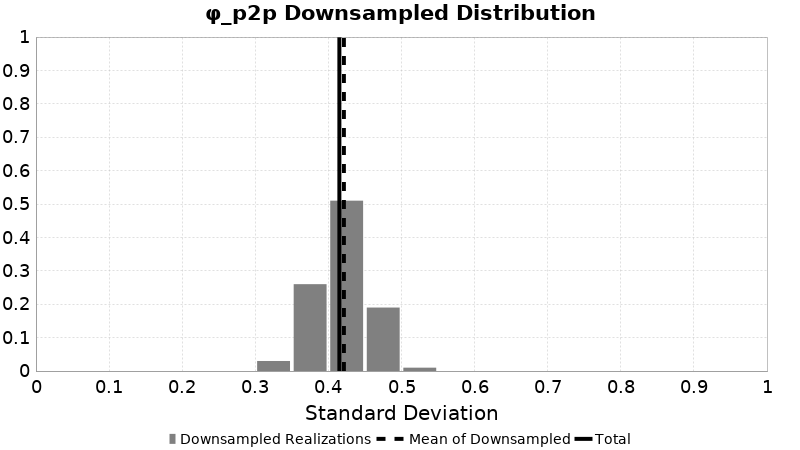 φ_p2p Downsampled Distribution
1
0.9
0.8
0.7
0.6
0.5
0.4
0.3
0.2
0.1
0
0 0.1 0.2 0.3 0.4 0.5 0.6 0.7 0.8 0.9 1
Standard Deviation
Downsampled Realizations Mean of Downsampled Total